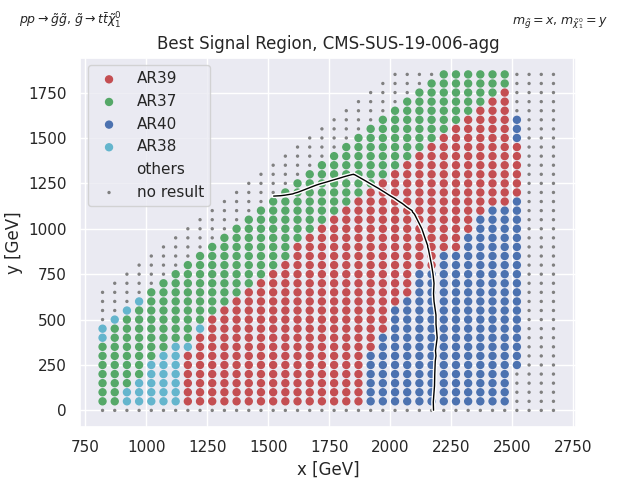 pp → g̃g̃, g̃ → tt̄χ̃₁⁰
m_g̃ = x, m_χ̃₁⁰ = y
Best Signal Region, CMS-SUS-19-006-agg
AR39
AR37
AR40
AR38
others
no result
y [GeV]
1750
1500
1250
1000
750
500
250
0
750
1000
1250
1500
1750
2000
2250
2500
2750
x [GeV]